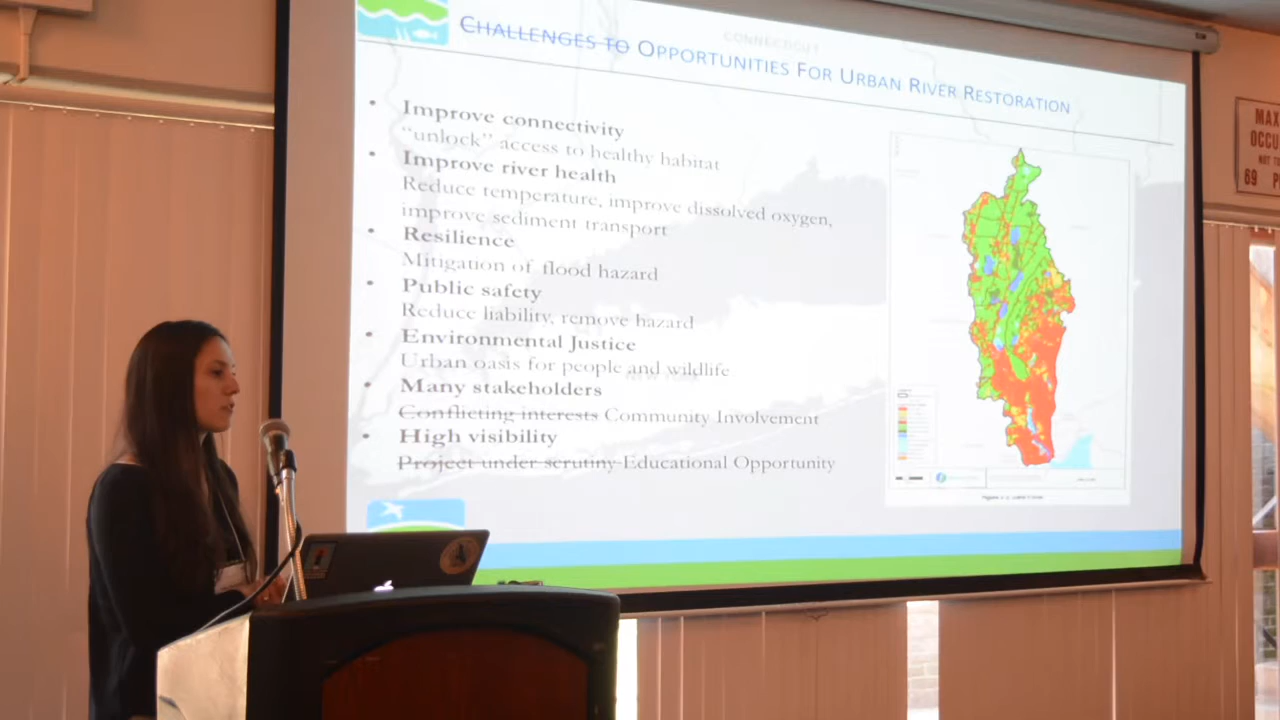 CONNECTICUT
CHALLENGES TO OPPORTUNITIES FOR URBAN RIVER RESTORATION
• Improve connectivity
“unlock” access to healthy habitat
• Improve river health
Reduce temperature, improve dissolved oxygen,
improve sediment transport
• Resilience
Mitigation of flood hazard
• Public safety
Reduce liability, remove hazard
• Environmental Justice
Urban oasis for people and wildlife
• Many stakeholders
Conflicting interests Community Involvement
• High visibility
Project under scrutiny Educational Opportunity
MAX
OCCU
NOT
69 P